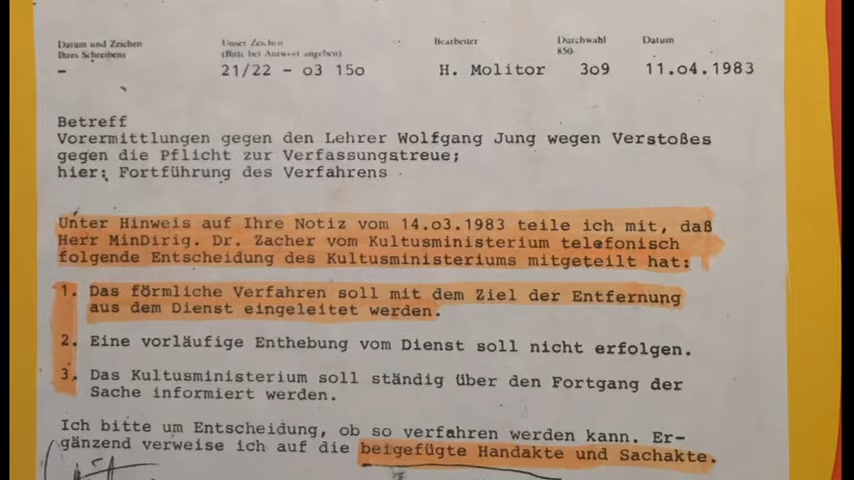 Datum und Zeichen
Ihres Schreibens
–
Unser Zeichen
(Bitte bei Antwort angeben)
21/22 – o3 15o
Bearbeiter
H. Molitor
Durchwahl
850-
3o9
Datum
11.o4.1983
Betreff
Vorermittlungen gegen den Lehrer Wolfgang Jung wegen Verstoßes
gegen die Pflicht zur Verfassungstreue;
hier: Fortführung des Verfahrens
Unter Hinweis auf Ihre Notiz vom 14.o3.1983 teile ich mit, daß
Herr MinDirig. Dr. Zacher vom Kultusministerium telefonisch
folgende Entscheidung des Kultusministeriums mitgeteilt hat:
1. Das förmliche Verfahren soll mit dem Ziel der Entfernung
aus dem Dienst eingeleitet werden.
2. Eine vorläufige Enthebung vom Dienst soll nicht erfolgen.
3. Das Kultusministerium soll ständig über den Fortgang der
Sache informiert werden.
Ich bitte um Entscheidung, ob so verfahren werden kann. Er-
gänzend verweise ich auf die beigefügte Handakte und Sachakte.